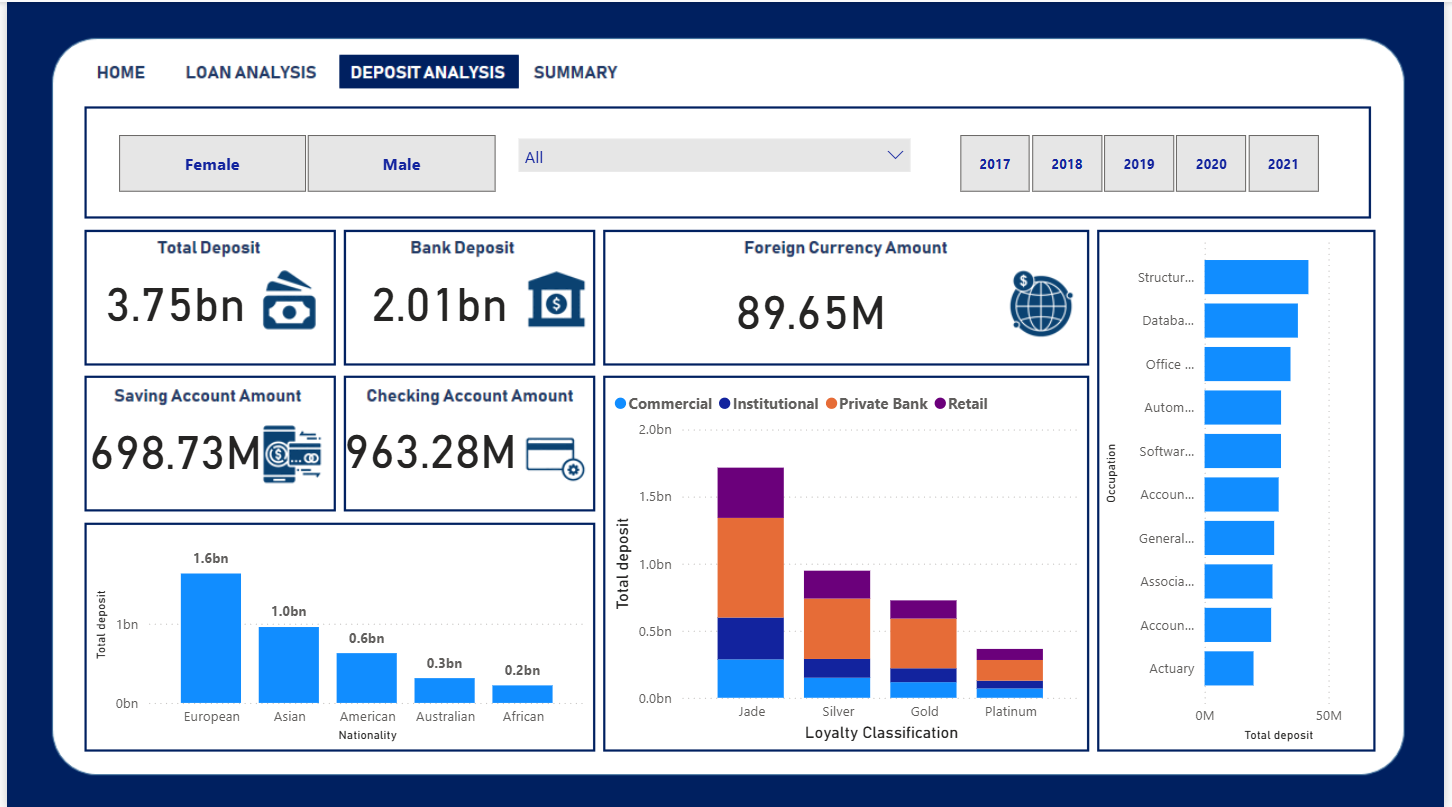 HOME LOAN ANALYSIS DEPOSIT ANALYSIS SUMMARY
Female Male All 2017 2018 2019 2020 2021
Total Deposit
3.75bn
Bank Deposit
2.01bn
Foreign Currency Amount
89.65M
Saving Account Amount
698.73M
Checking Account Amount
963.28M
Total deposit
1bn
0bn
1.6bn
1.0bn
0.6bn
0.3bn
0.2bn
European Asian American Australian African
Nationality
Commercial Institutional Private Bank Retail
Total deposit
2.0bn
1.5bn
1.0bn
0.5bn
0.0bn
Jade Silver Gold Platinum
Loyalty Classification
Occupation
Structur...
Databa...
Office ...
Autom...
Softwar...
Accoun...
General...
Associa...
Accoun...
Actuary
0M 50M
Total deposit